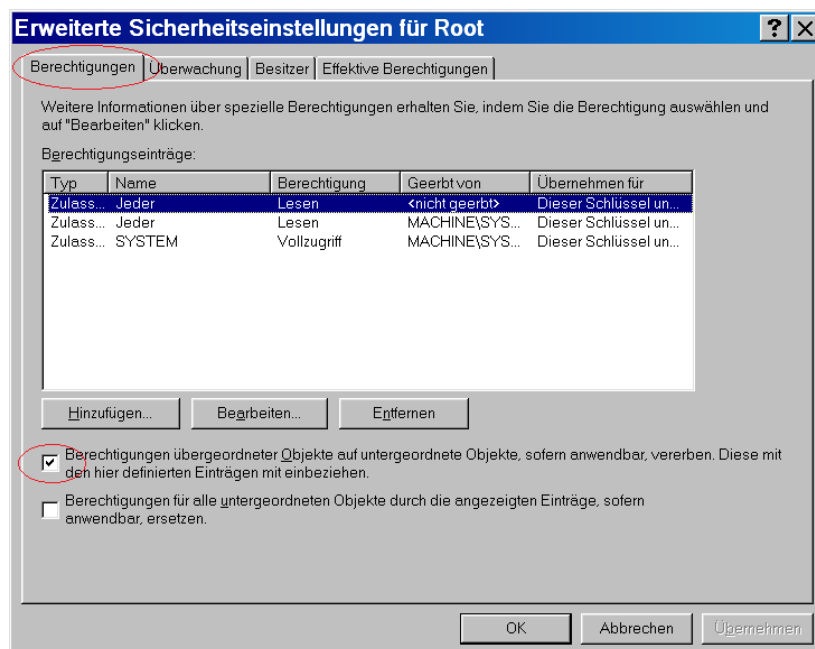 Erweiterte Sicherheitseinstellungen für Root
Berechtigungen Überwachung Besitzer Effektive Berechtigungen
Weitere Informationen über spezielle Berechtigungen erhalten Sie, indem Sie die Berechtigung auswählen und
auf "Bearbeiten" klicken.
Berechtigungseinträge:
Typ Name Berechtigung Geerbt von Übernehmen für
Zulass... Jeder Lesen <nicht geerbt> Dieser Schlüssel un...
Zulass... Jeder Lesen MACHINE\SYS... Dieser Schlüssel un...
Zulass... SYSTEM Vollzugriff MACHINE\SYS... Dieser Schlüssel un...
Hinzufügen... Bearbeiten... Entfernen
Berechtigungen übergeordneter Objekte auf untergeordnete Objekte, sofern anwendbar, vererben. Diese mit
den hier definierten Einträgen mit einbeziehen.
Berechtigungen für alle untergeordneten Objekte durch die angezeigten Einträge, sofern
anwendbar, ersetzen.
OK Abbrechen Übernehmen